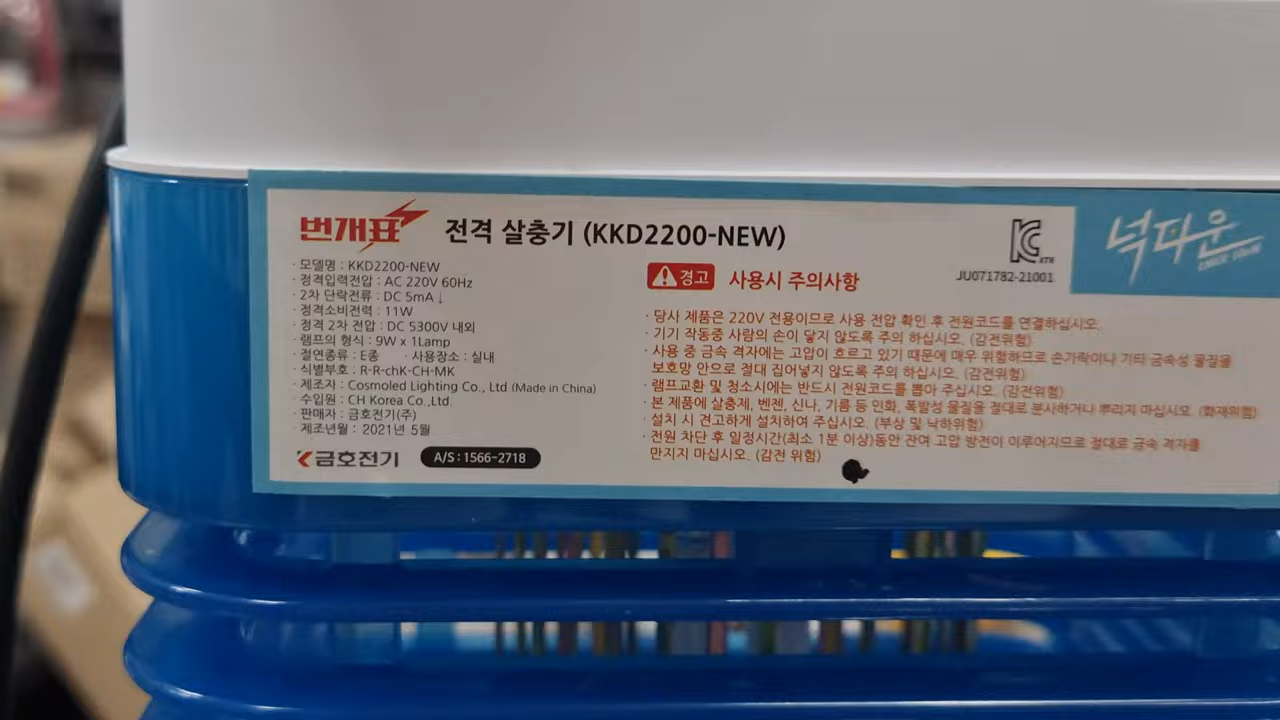 번개표 전격 살충기 (KKD2200-NEW)
· 모델명 : KKD2200-NEW
· 정격입력전압 : AC 220V 60Hz
· 2차 단락전류 : DC 5mA ↓
· 정격소비전력 : 11W
· 정격 2차 전압 : DC 5300V 내외
· 램프의 형식 : 9W x 1Lamp
· 절연종류 : E종 · 사용장소 : 실내
· 식별부호 : R-R-chK-CH-MK
· 제조자 : Cosmoled Lighting Co., Ltd (Made in China)
· 수입원 : CH Korea Co.,Ltd.
· 판매자 : 금호전기(주)
· 제조년월 : 2021년 5월
금호전기 A/S : 1566-2718
경고 사용시 주의사항
· 당사 제품은 220V 전용이므로 사용 전압 확인 후 전원코드를 연결하십시오.
· 기기 작동중 사람의 손이 닿지 않도록 주의 하십시오. (감전위험)
· 사용 중 금속 격자에는 고압이 흐르고 있기 때문에 매우 위험하므로 손가락이나 기타 금속성 물질을
보호망 안으로 절대 집어넣지 않도록 주의 하십시오. (감전위험)
· 램프교환 및 청소시에는 반드시 전원코드를 뽑아 주십시오. (감전위험)
· 본 제품에 살충제, 벤젠, 신나, 기름 등 인화, 폭발성 물질을 절대로 분사하거나 뿌리지 마십시오. (화재위험)
· 설치 시 견고하게 설치하여 주십시오. (부상 및 낙하위험)
· 전원 차단 후 일정시간(최소 1분 이상)동안 잔여 고압 방전이 이루어지므로 절대로 금속 격자를
만지지 마십시오. (감전 위험)
KC
KTR
JU071782-21001
넉다운